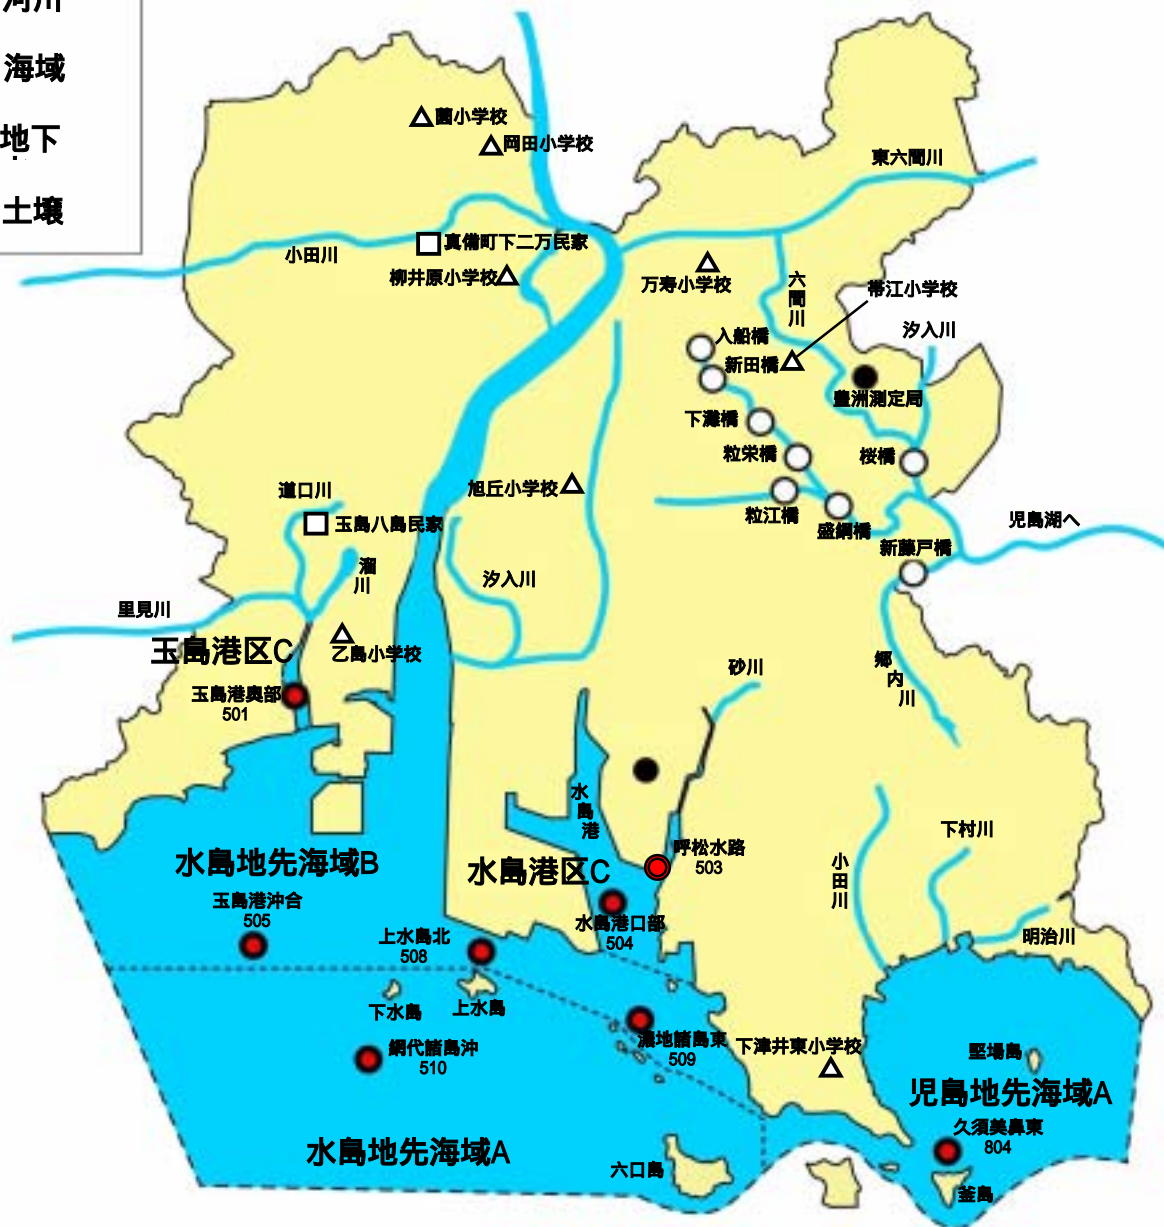 河川
海域
地下
土壌
薗小学校
岡田小学校
東六間川
小田川
真備町下二万民家
柳井原小学校
万寿小学校
六間川
帯江小学校
汐入川
入船橋
新田橋
豊洲測定局
下灘橋
粒栄橋
桜橋
旭丘小学校
粒江橋
盛綱橋
児島湖へ
新藤戸橋
道口川
玉島八島民家
溜川
汐入川
里見川
玉島港区C
乙島小学校
玉島港奥部
501
砂川
郷内川
水島港
呼松水路
503
下村川
小田川
水島地先海域B
水島港区C
玉島港沖合
505
水島港口部
504
上水島北
508
明治川
下水島
上水島
濃地諸島東
509
網代諸島沖
510
下津井東小学校
堅場島
児島地先海域A
久須美鼻東
804
水島地先海域A
六口島
釜島